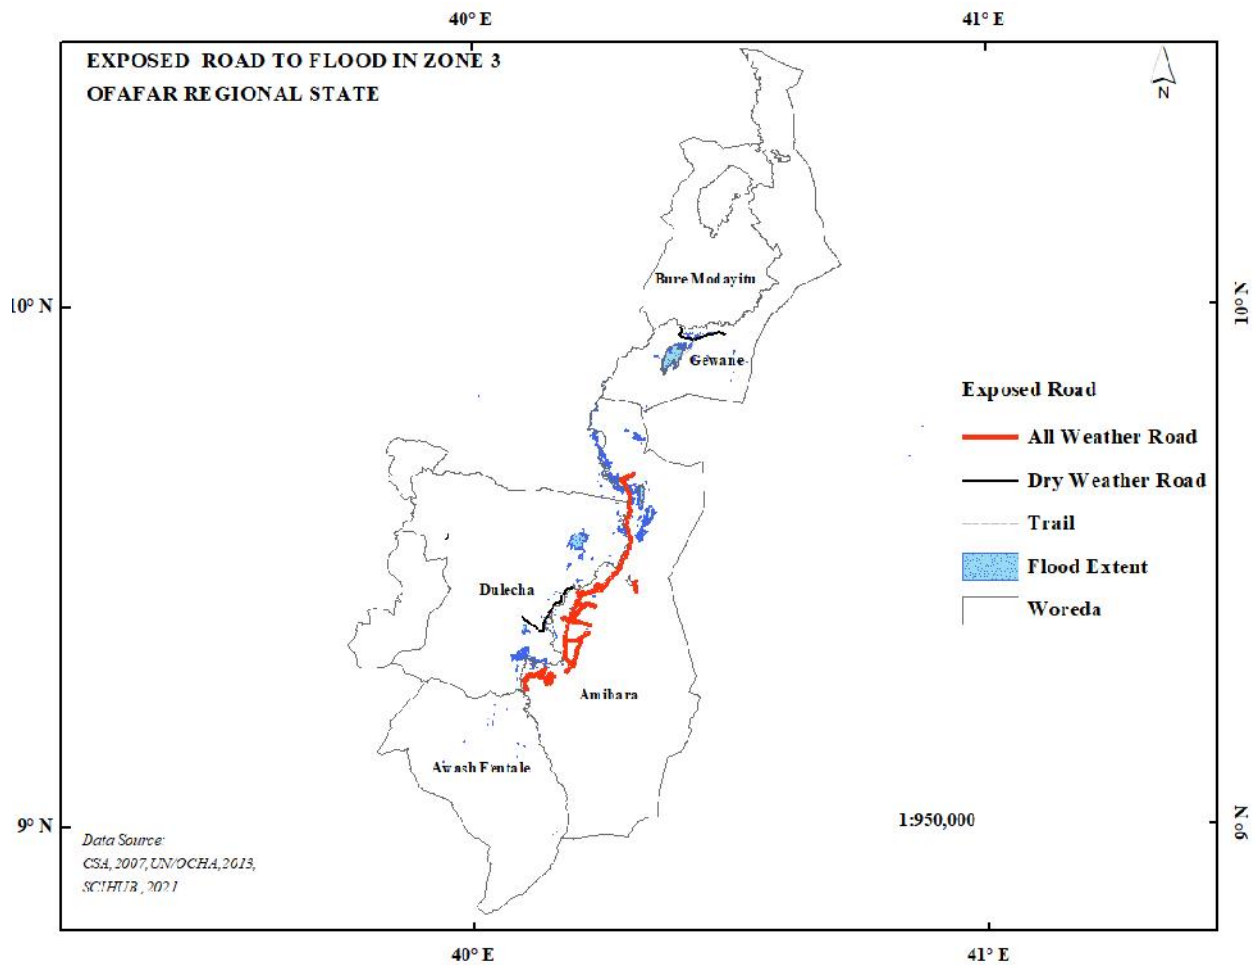 40° E 41° E
EXPOSED ROAD TO FLOOD IN ZONE 3
OFAFAR REGIONAL STATE
N
Bure Modayitu
10° N 10° N
Gewane
Exposed Road
All Weather Road
Dry Weather Road
Trail
Flood Extent
Woreda
Dulecha
Amibara
Awash Fentale
1:950,000
9° N 9° N
Data Source:
CSA,2007,UN/OCHA,2013,
SCIHUB,2021
40° E 41° E